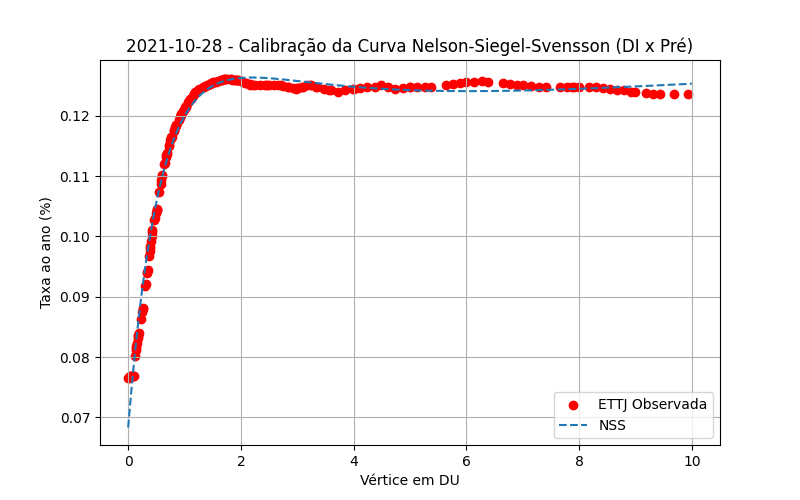 2021-10-28 - Calibração da Curva Nelson-Siegel-Svensson (DI x Pré)
Taxa ao ano (%)
0.12
0.11
0.10
0.09
0.08
0.07
ETTJ Observada
NSS
0 2 4 6 8 10
Vértice em DU